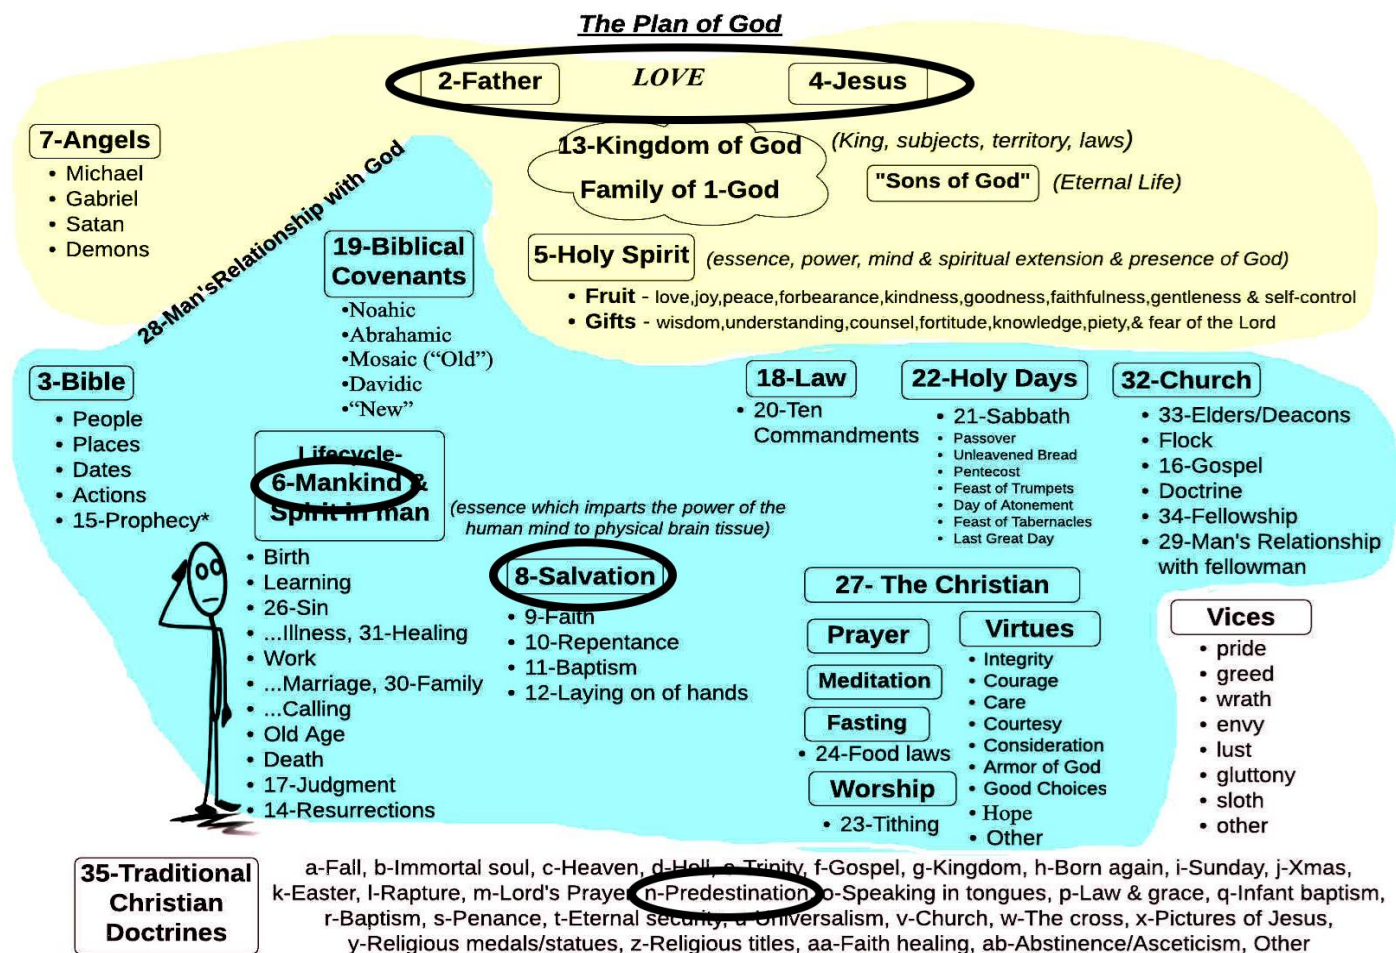 The Plan of God
2-Father LOVE 4-Jesus
7-Angels
• Michael
• Gabriel
• Satan
• Demons
28-Man'sRelationship with God
13-Kingdom of God
Family of 1-God
(King, subjects, territory, laws)
"Sons of God" (Eternal Life)
19-Biblical
Covenants
•Noahic
•Abrahamic
•Mosaic (“Old”)
•Davidic
•“New”
5-Holy Spirit (essence, power, mind & spiritual extension & presence of God)
• Fruit - love,joy,peace,forbearance,kindness,goodness,faithfulness,gentleness & self-control
• Gifts - wisdom,understanding,counsel,fortitude,knowledge,piety,& fear of the Lord
3-Bible
• People
• Places
• Dates
• Actions
• 15-Prophecy*
Lifecycle-
6-Mankind &
Spirit in man
(essence which imparts the power of the
human mind to physical brain tissue)
• Birth
• Learning
• 26-Sin
• ...Illness, 31-Healing
• Work
• ...Marriage, 30-Family
• ...Calling
• Old Age
• Death
• 17-Judgment
• 14-Resurrections
8-Salvation
• 9-Faith
• 10-Repentance
• 11-Baptism
• 12-Laying on of hands
18-Law
• 20-Ten
Commandments
22-Holy Days
• 21-Sabbath
• Passover
• Unleavened Bread
• Pentecost
• Feast of Trumpets
• Day of Atonement
• Feast of Tabernacles
• Last Great Day
32-Church
• 33-Elders/Deacons
• Flock
• 16-Gospel
• Doctrine
• 34-Fellowship
• 29-Man's Relationship
with fellowman
27- The Christian
Prayer
Meditation
Fasting
• 24-Food laws
Worship
• 23-Tithing
Virtues
• Integrity
• Courage
• Care
• Courtesy
• Consideration
• Armor of God
• Good Choices
• Hope
• Other
Vices
• pride
• greed
• wrath
• envy
• lust
• gluttony
• sloth
• other
35-Traditional
Christian
Doctrines
a-Fall, b-Immortal soul, c-Heaven, d-Hell, e-Trinity, f-Gospel, g-Kingdom, h-Born again, i-Sunday, j-Xmas,
k-Easter, l-Rapture, m-Lord's Prayer n-Predestination o-Speaking in tongues, p-Law & grace, q-Infant baptism,
r-Baptism, s-Penance, t-Eternal security, u-Universalism, v-Church, w-The cross, x-Pictures of Jesus,
y-Religious medals/statues, z-Religious titles, aa-Faith healing, ab-Abstinence/Asceticism, Other